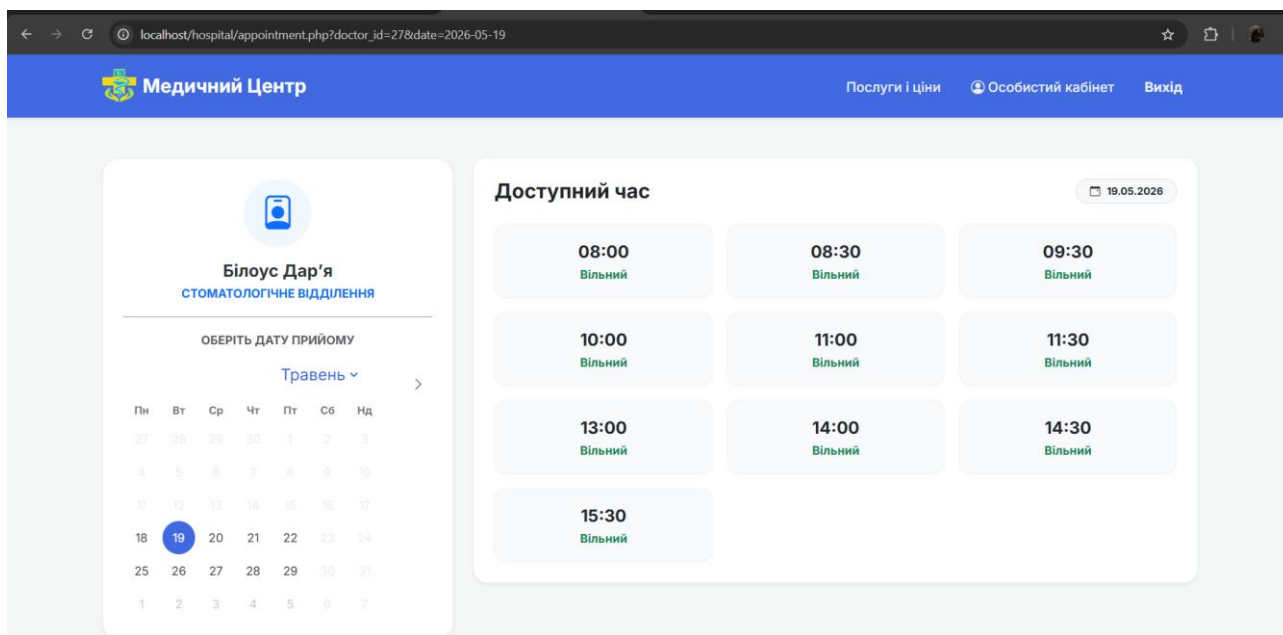 localhost/hospital/appointment.php?doctor_id=27&date=2026-05-19
Медичний Центр
Послуги і ціни
Особистий кабінет
Вихід
Білоус Дар’я
СТОМАТОЛОГІЧНЕ ВІДДІЛЕННЯ
ОБЕРІТЬ ДАТУ ПРИЙОМУ
Травень
Пн Вт Ср Чт Пт Сб Нд
27 28 29 30 1 2 3
4 5 6 7 8 9 10
11 12 13 14 15 16 17
18 19 20 21 22 23 24
25 26 27 28 29 30 31
1 2 3 4 5 6 7
Доступний час
19.05.2026
08:00 08:30 09:30
Вільний Вільний Вільний
10:00 11:00 11:30
Вільний Вільний Вільний
13:00 14:00 14:30
Вільний Вільний Вільний
15:30
Вільний